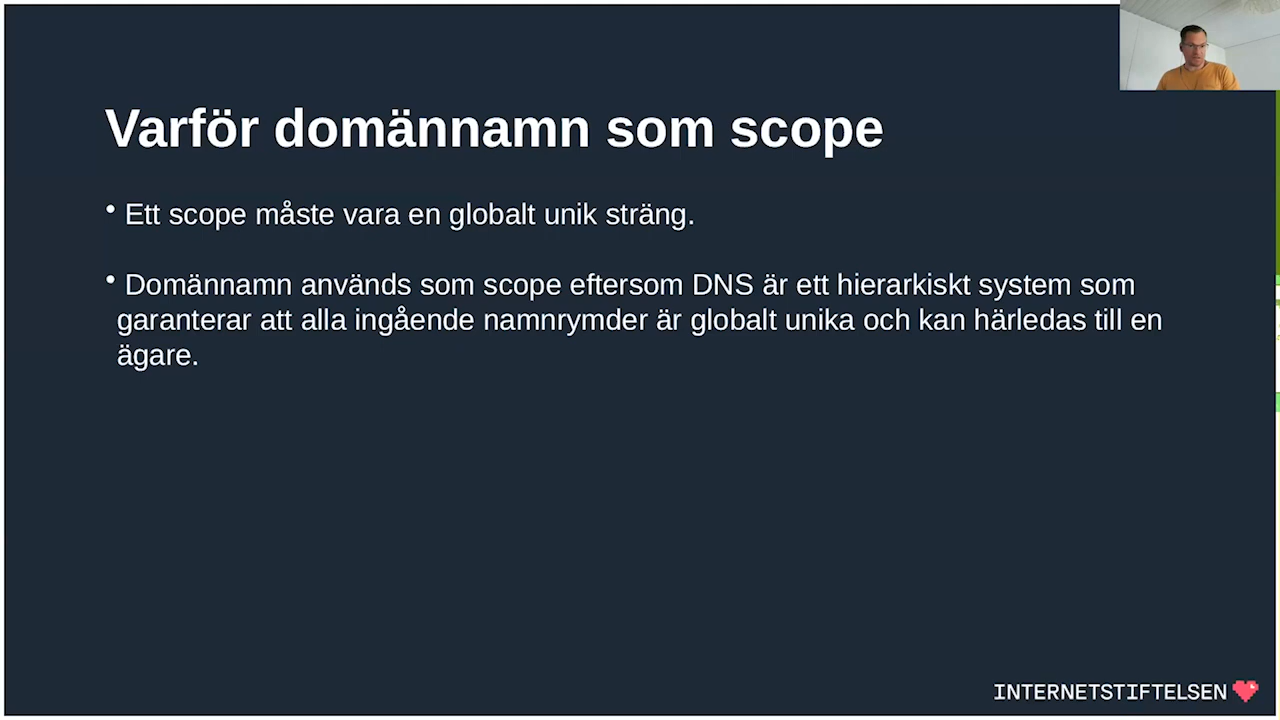 Varför domännamn som scope
• Ett scope måste vara en globalt unik sträng.
• Domännamn används som scope eftersom DNS är ett hierarkiskt system som
garanterar att alla ingående namnrymder är globalt unika och kan härledas till en
ägare.
INTERNETSTIFTELSEN